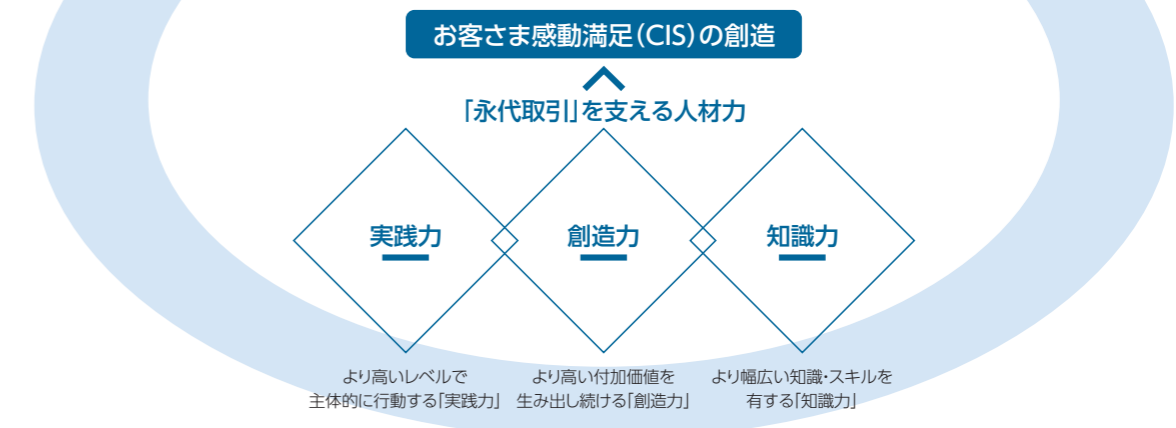 お客さま感動満足(CIS)の創造
「永代取引」を支える人材力
実践力
創造力
知識力
より高いレベルで
主体的に行動する「実践力」
より高い付加価値を
生み出し続ける「創造力」
より幅広い知識・スキルを
有する「知識力」